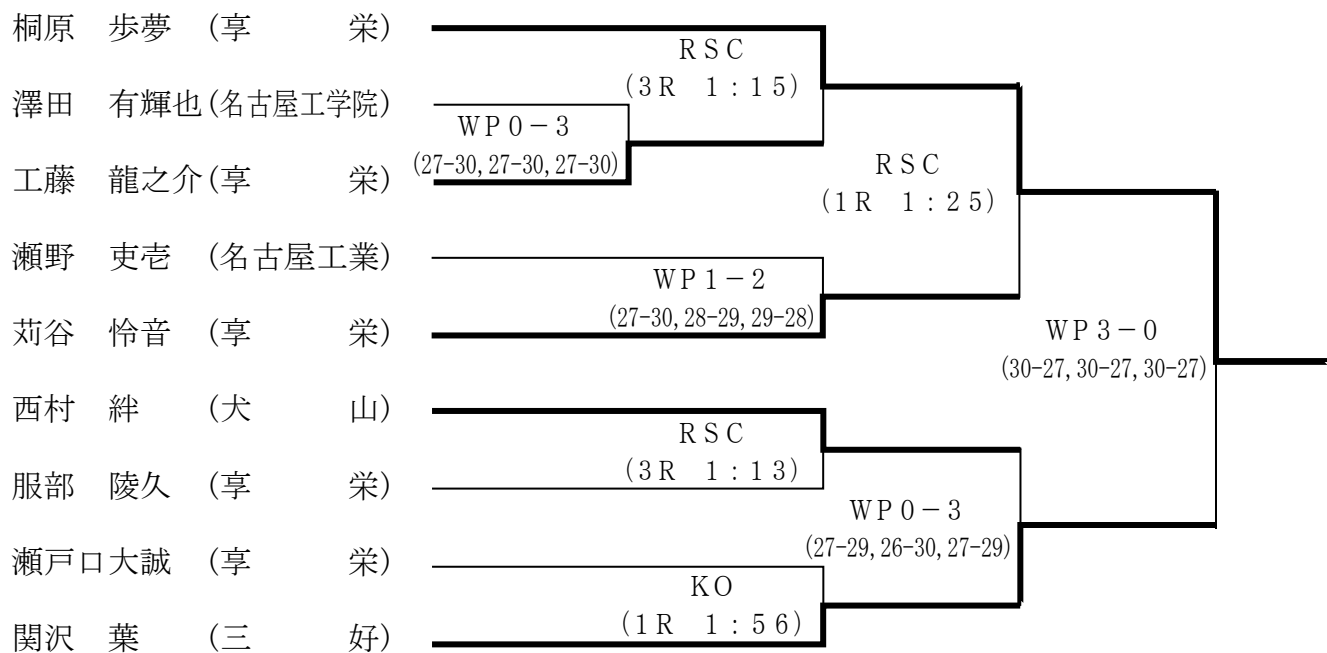 桐原　歩夢　（享　　　栄）
RSC
（3R　1：15）
澤田　有輝也（名古屋工学院）
WP0－3
(27-30,27-30,27-30)
工藤　龍之介（享　　　栄）
RSC
（1R　1：25）
瀬野　吏壱　（名古屋工業）
WP1－2
(27-30,28-29,29-28)
苅谷　怜音　（享　　　栄）
WP3－0
(30-27,30-27,30-27)
西村　絆　　（犬　　　山）
RSC
（3R　1：13）
服部　陵久　（享　　　栄）
WP0－3
(27-29,26-30,27-29)
瀬戸口大誠　（享　　　栄）
KO
（1R　1：56）
関沢　葉　　（三　　　好）